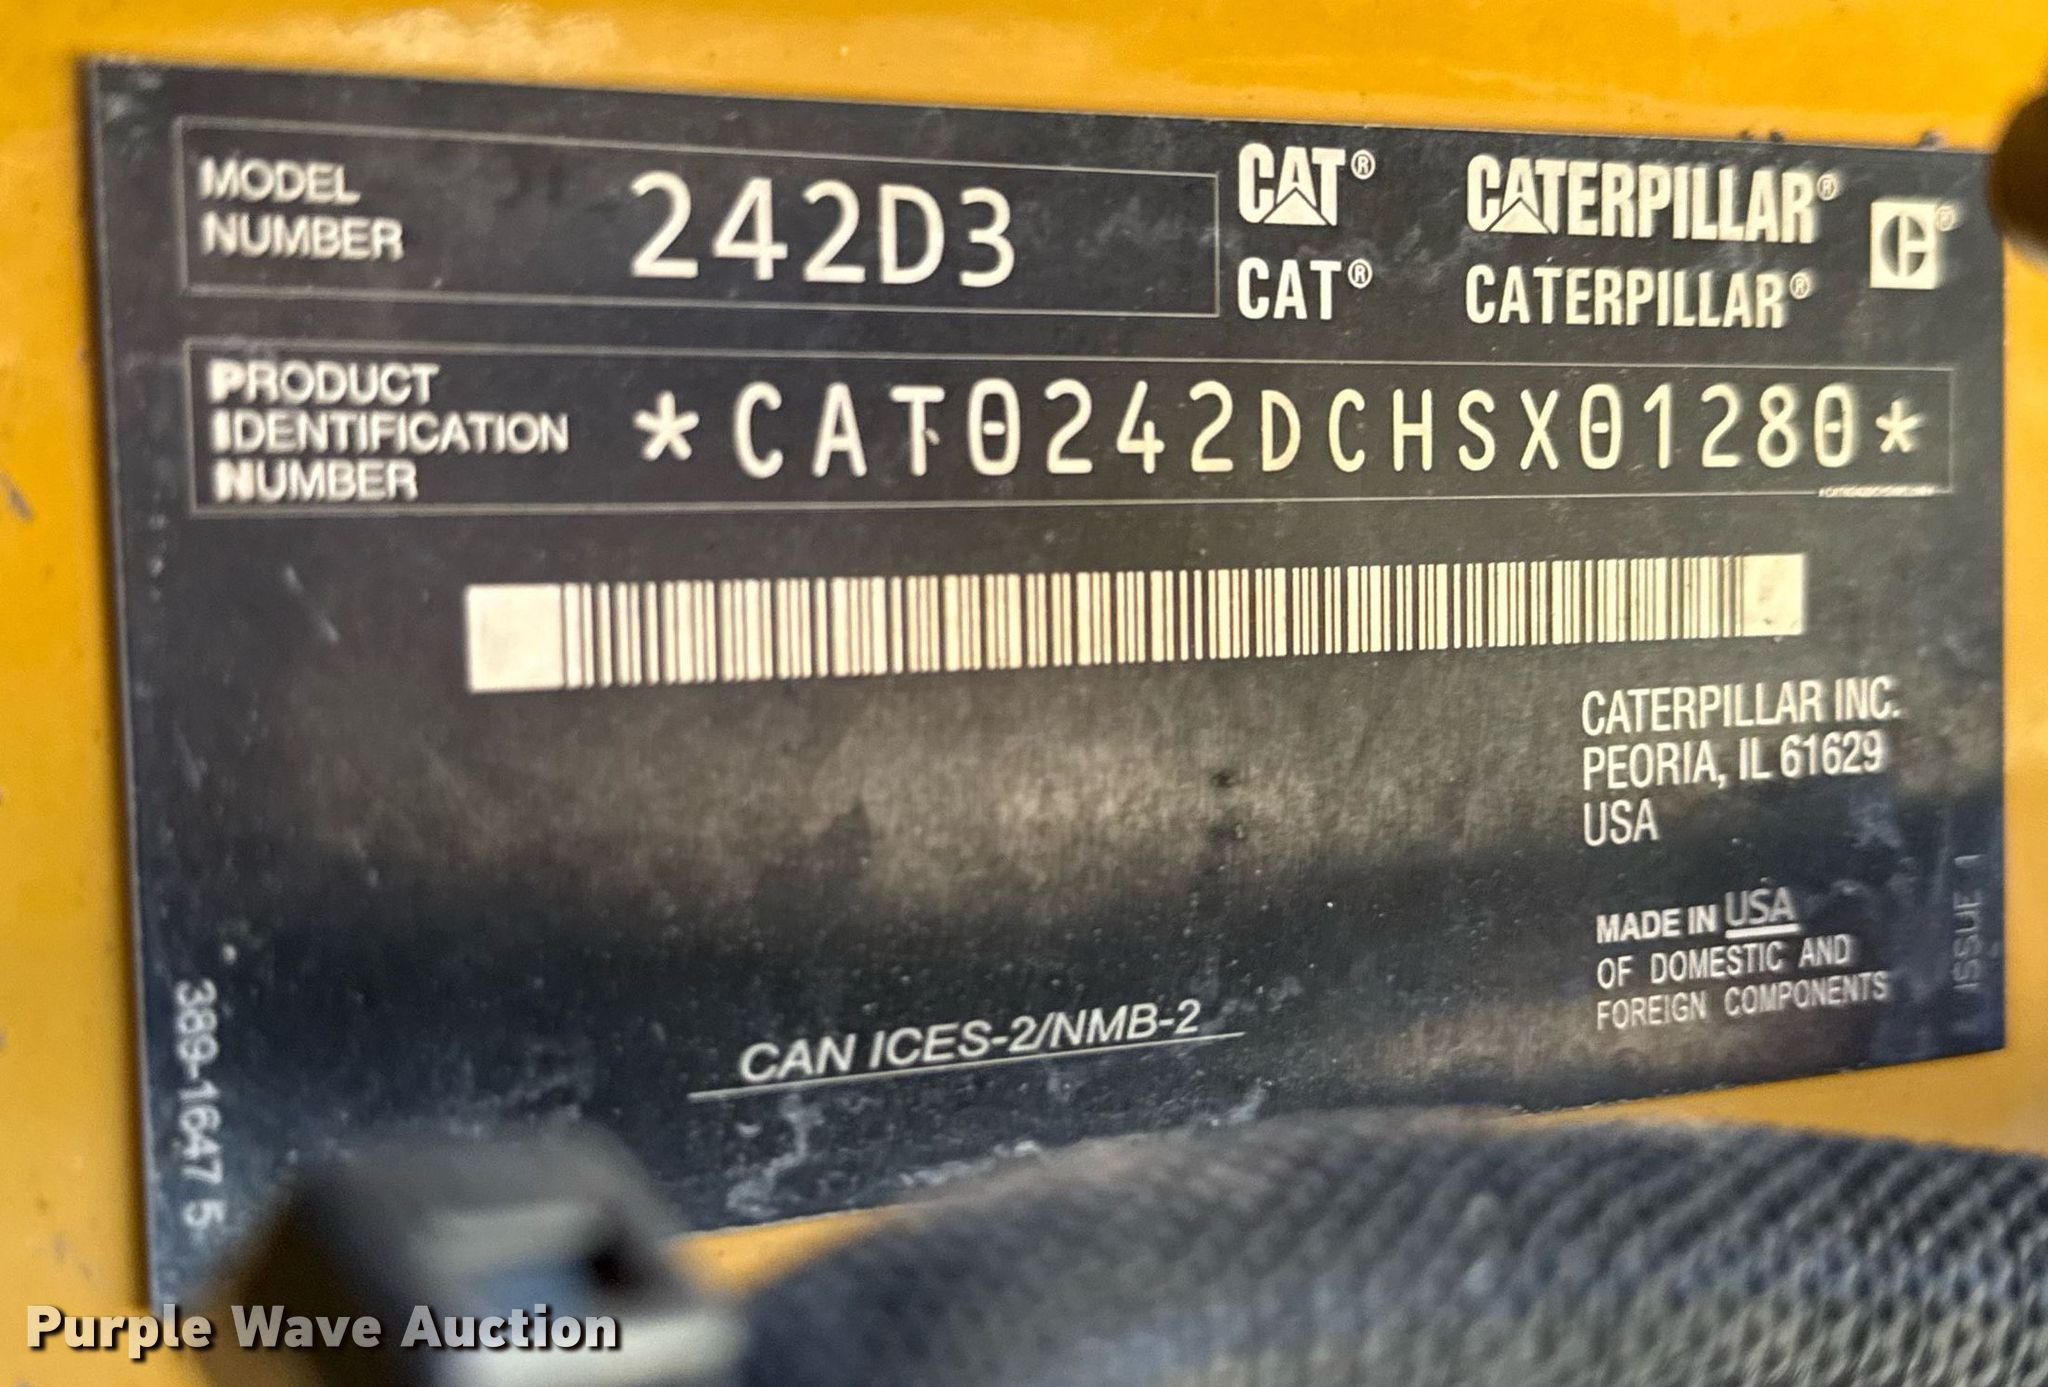 MODEL
NUMBER
242D3
CAT® CATERPILLAR® C®
CAT® CATERPILLAR®
PRODUCT
IDENTIFICATION
NUMBER
*CAT0242DCHSX01280*
CATERPILLAR INC.
PEORIA, IL 61629
USA
MADE IN USA
OF DOMESTIC AND
FOREIGN COMPONENTS
ISSUE 1
CAN ICES-2/NMB-2
389-1647 5
Purple Wave Auction